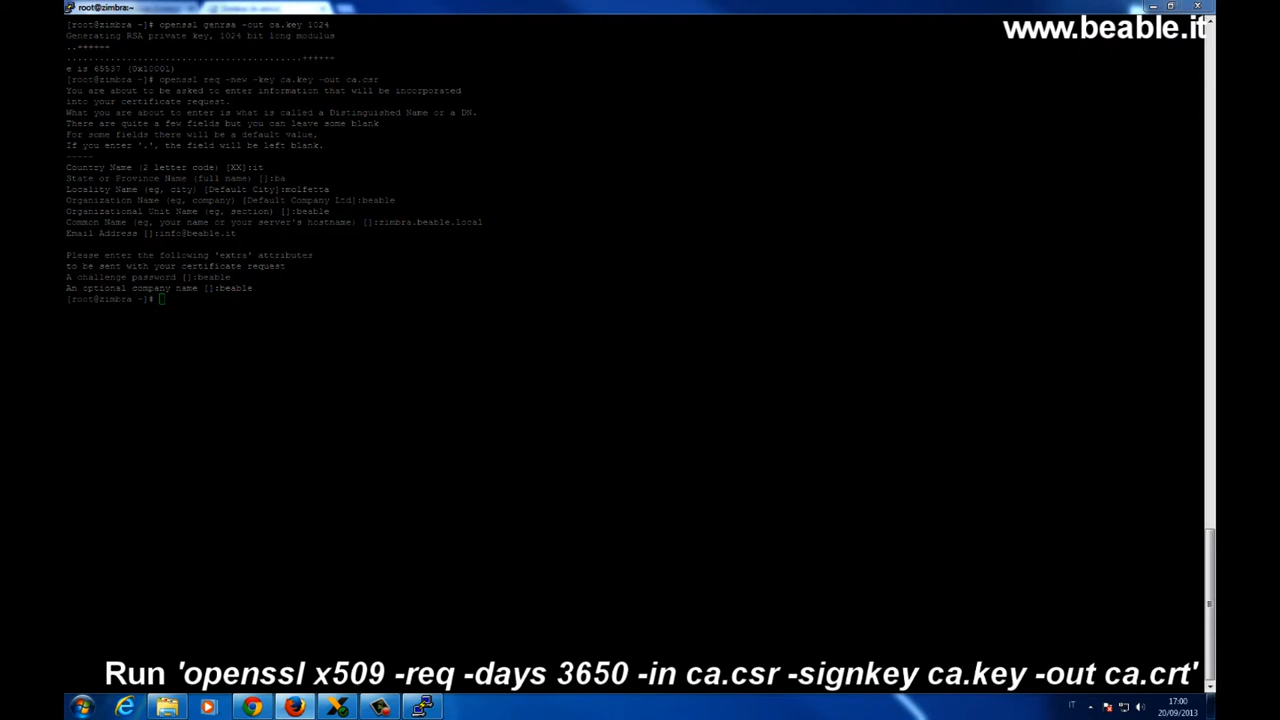 root@zimbra:~
www.beable.it
[root@zimbra ~]# openssl genrsa -out ca.key 1024
Generating RSA private key, 1024 bit long modulus
..++++++
..........................................++++++
e is 65537 (0x10001)
[root@zimbra ~]# openssl req -new -key ca.key -out ca.csr
You are about to be asked to enter information that will be incorporated
into your certificate request.
What you are about to enter is what is called a Distinguished Name or a DN.
There are quite a few fields but you can leave some blank
For some fields there will be a default value,
If you enter '.', the field will be left blank.
-----
Country Name (2 letter code) [XX]:it
State or Province Name (full name) []:ba
Locality Name (eg, city) [Default City]:molfetta
Organization Name (eg, company) [Default Company Ltd]:beable
Organizational Unit Name (eg, section) []:beable
Common Name (eg, your name or your server's hostname) []:zimbra.beable.local
Email Address []:info@beable.it
Please enter the following 'extra' attributes
to be sent with your certificate request
A challenge password []:beable
An optional company name []:beable
[root@zimbra ~]#
Run 'openssl x509 -req -days 3650 -in ca.csr -signkey ca.key -out ca.crt'
IT
17:00
20/09/2013